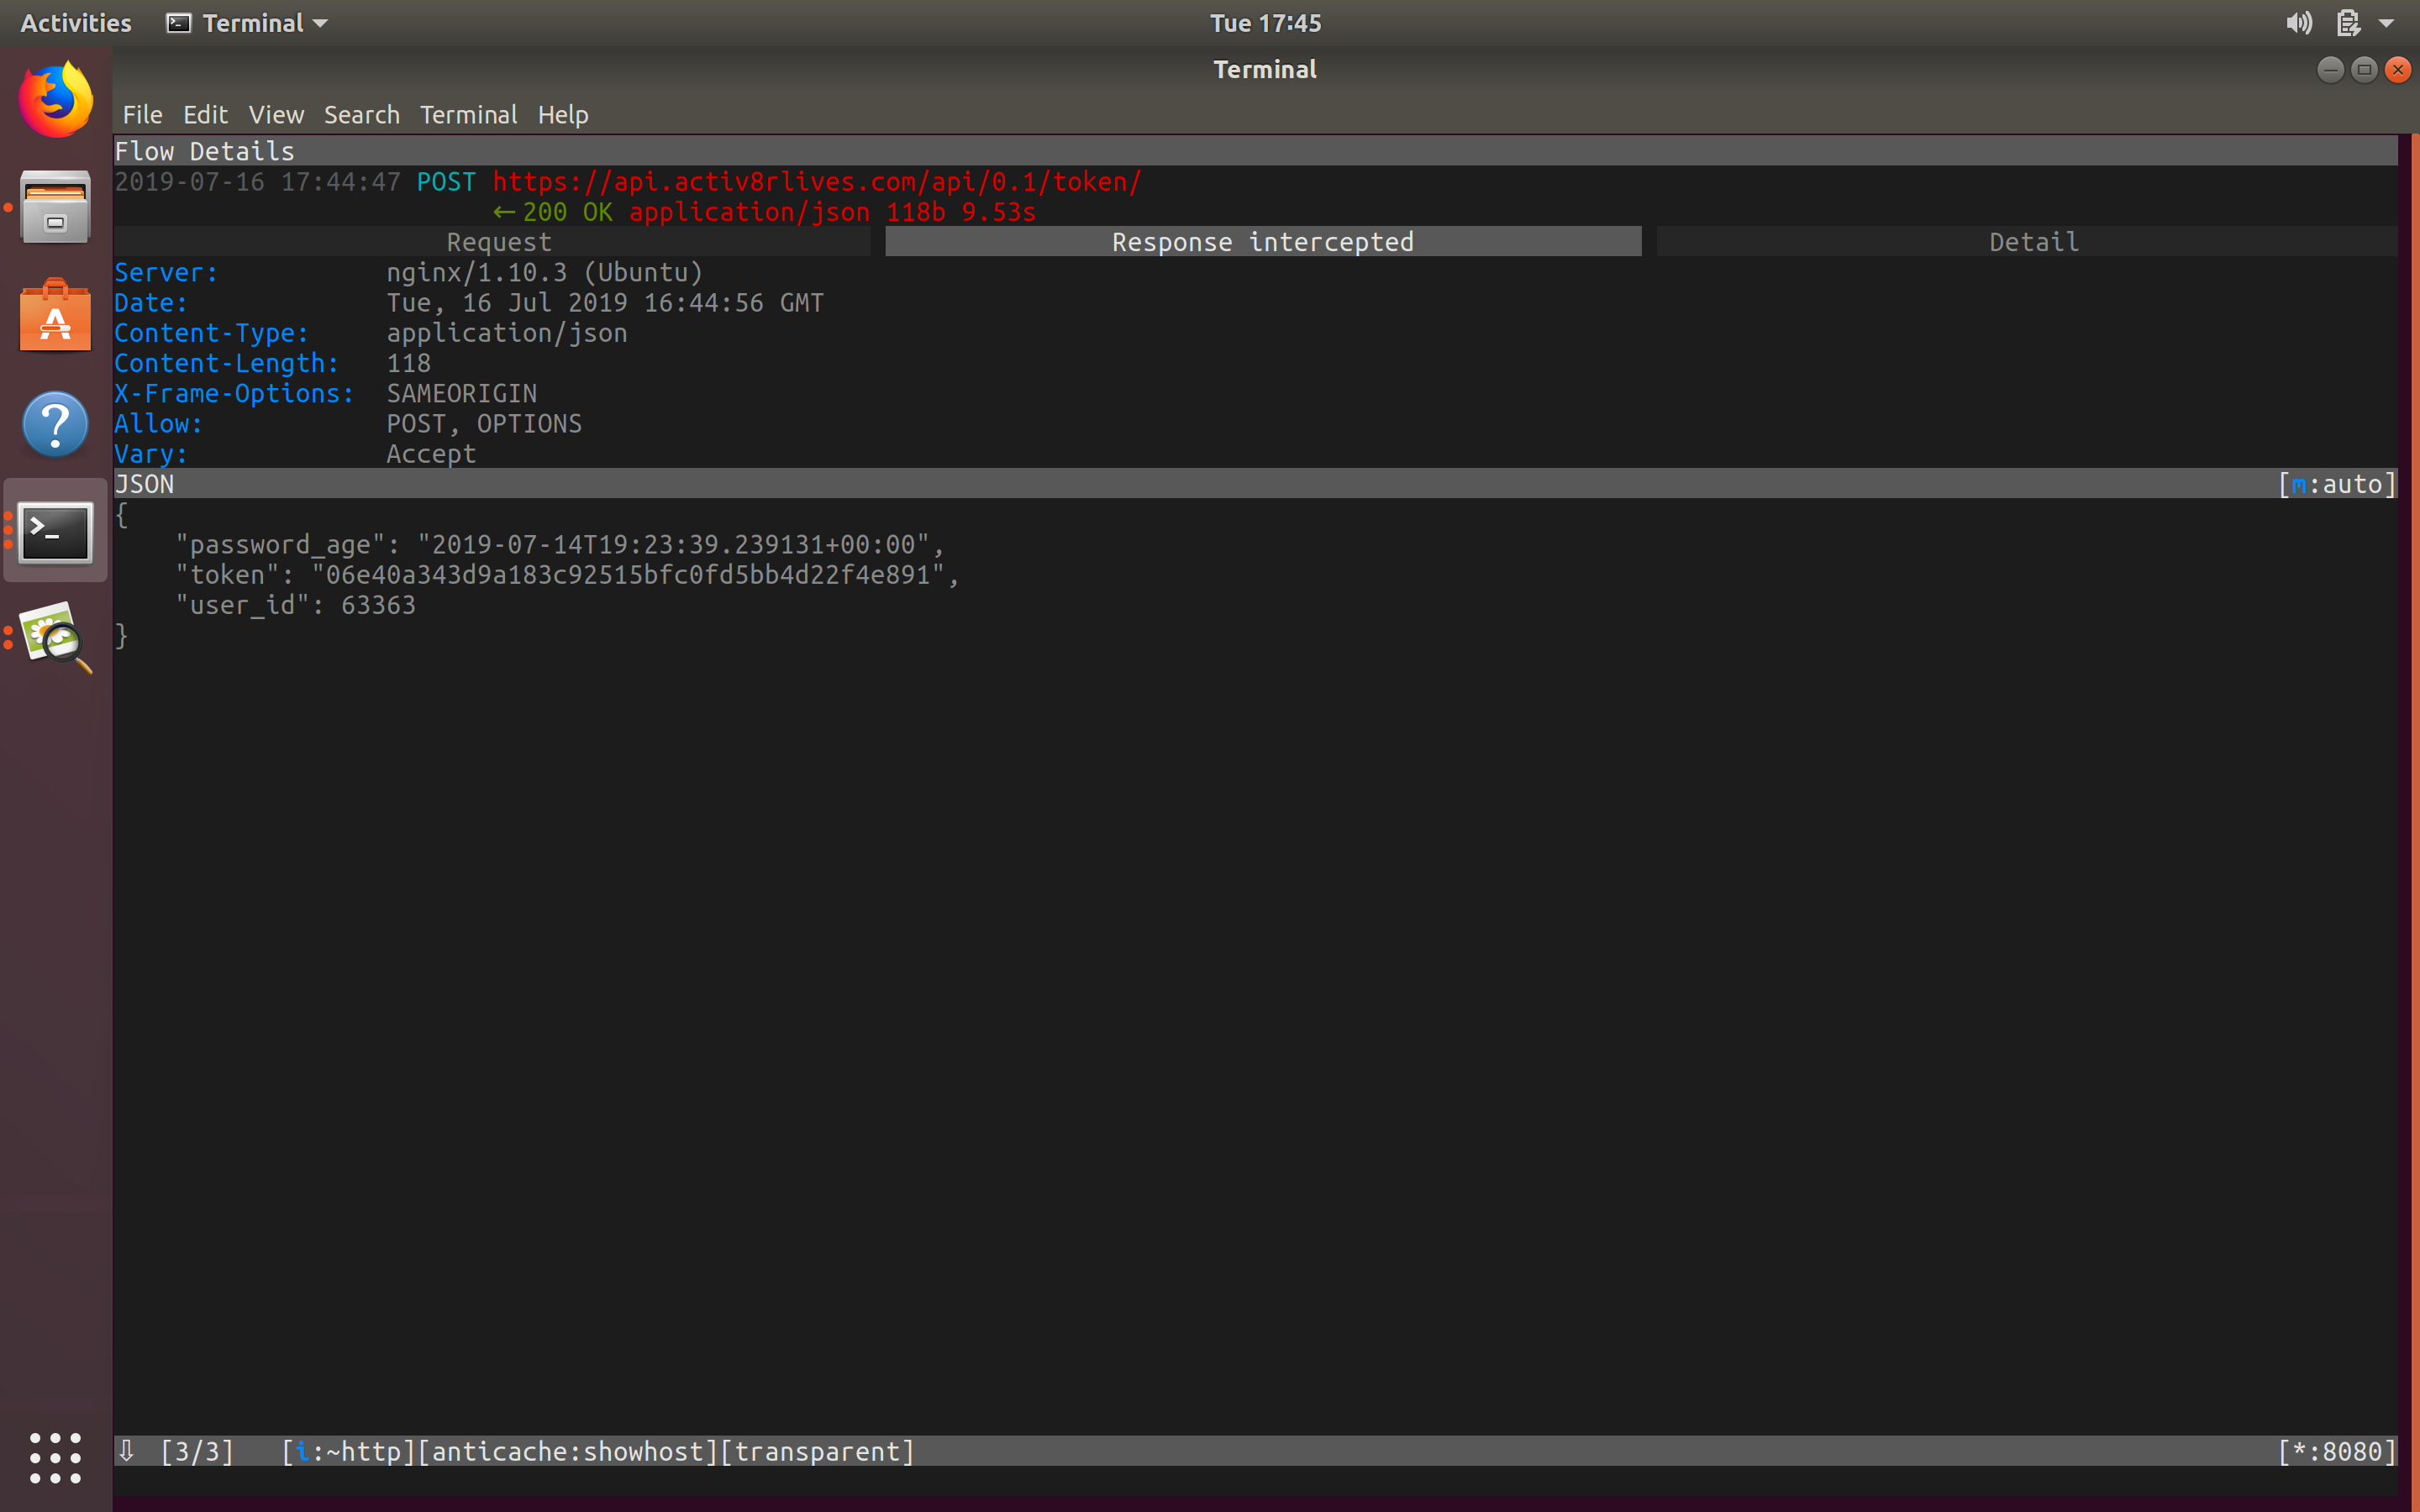 Activities Terminal Tue 17:45
Terminal
File Edit View Search Terminal Help
Flow Details
2019-07-16 17:44:47 POST https://api.activ8rlives.com/api/0.1/token/
← 200 OK application/json 118b 9.53s
Request Response intercepted Detail
Server: nginx/1.10.3 (Ubuntu)
Date: Tue, 16 Jul 2019 16:44:56 GMT
Content-Type: application/json
Content-Length: 118
X-Frame-Options: SAMEORIGIN
Allow: POST, OPTIONS
Vary: Accept
JSON [m:auto]
{
"password_age": "2019-07-14T19:23:39.239131+00:00",
"token": "06e40a343d9a183c92515bfc0fd5bb4d22f4e891",
"user_id": 63363
}
⇩ [3/3] [i:~http][anticache:showhost][transparent] [*:8080]